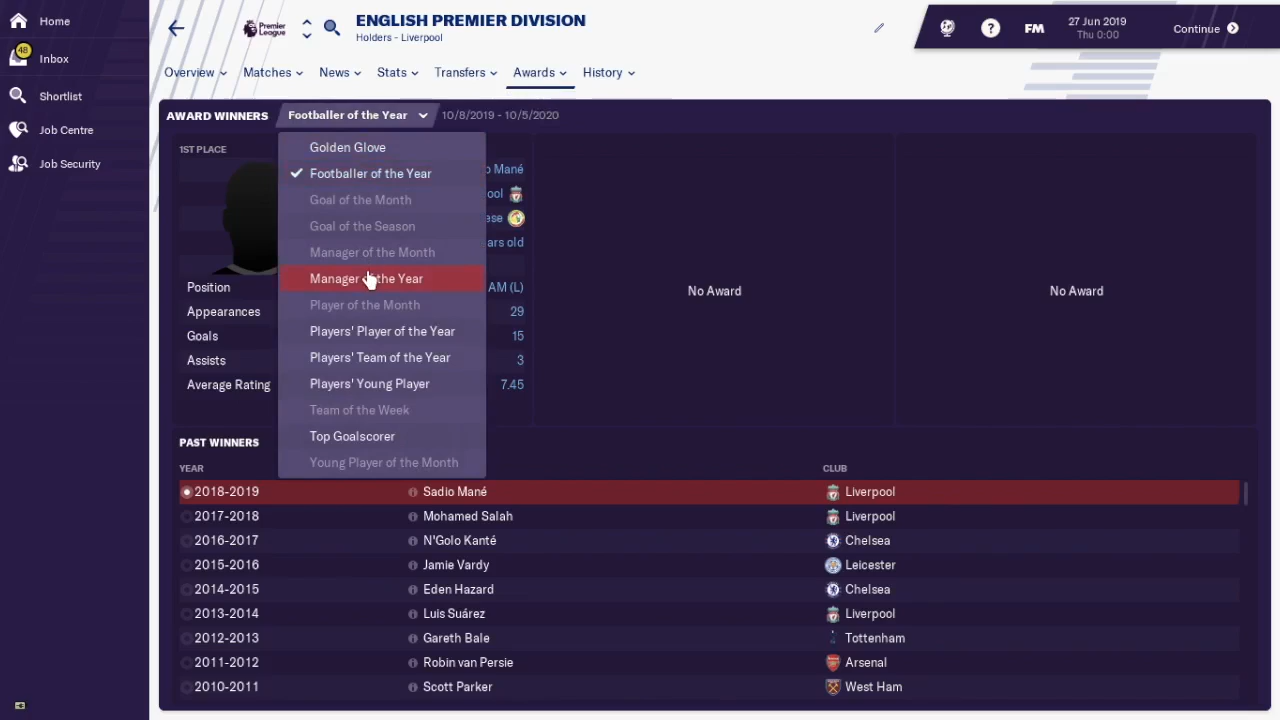 Home
48
Inbox
Shortlist
Job Centre
Job Security
Premier League
ENGLISH PREMIER DIVISION
Holders - Liverpool
FM
27 Jun 2019
Thu 0:00
Continue
Overview
Matches
News
Stats
Transfers
Awards
History
AWARD WINNERS
Footballer of the Year
10/8/2019 - 10/5/2020
1ST PLACE
Golden Glove
Footballer of the Year
Goal of the Month
Goal of the Season
Manager of the Month
Manager of the Year
Player of the Month
Players' Player of the Year
Players' Team of the Year
Players' Young Player
Team of the Week
Top Goalscorer
Young Player of the Month
o Mané
ool
ese
ars old
Position AM (L)
Appearances 29
Goals 15
Assists 3
Average Rating 7.45
No Award
No Award
PAST WINNERS
YEAR CLUB
2018-2019 Sadio Mané Liverpool
2017-2018 Mohamed Salah Liverpool
2016-2017 N'Golo Kanté Chelsea
2015-2016 Jamie Vardy Leicester
2014-2015 Eden Hazard Chelsea
2013-2014 Luis Suárez Liverpool
2012-2013 Gareth Bale Tottenham
2011-2012 Robin van Persie Arsenal
2010-2011 Scott Parker West Ham